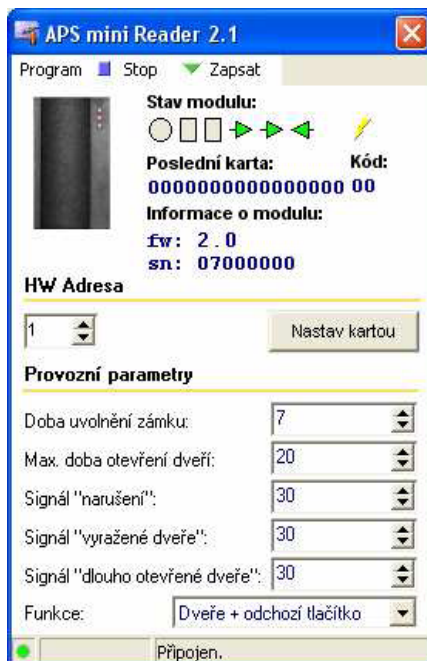 APS mini Reader 2.1
Program Stop Zapsat
Stav modulu:
Poslední karta: Kód:
0000000000000000 00
Informace o modulu:
fw: 2.0
sn: 07000000
HW Adresa
1 Nastav kartou
Provozní parametry
Doba uvolnění zámku: 7
Max. doba otevření dveří: 20
Signál "narušení": 30
Signál "vyražené dveře": 30
Signál "dlouho otevřené dveře": 30
Funkce: Dveře + odchozí tlačítko
Připojen.